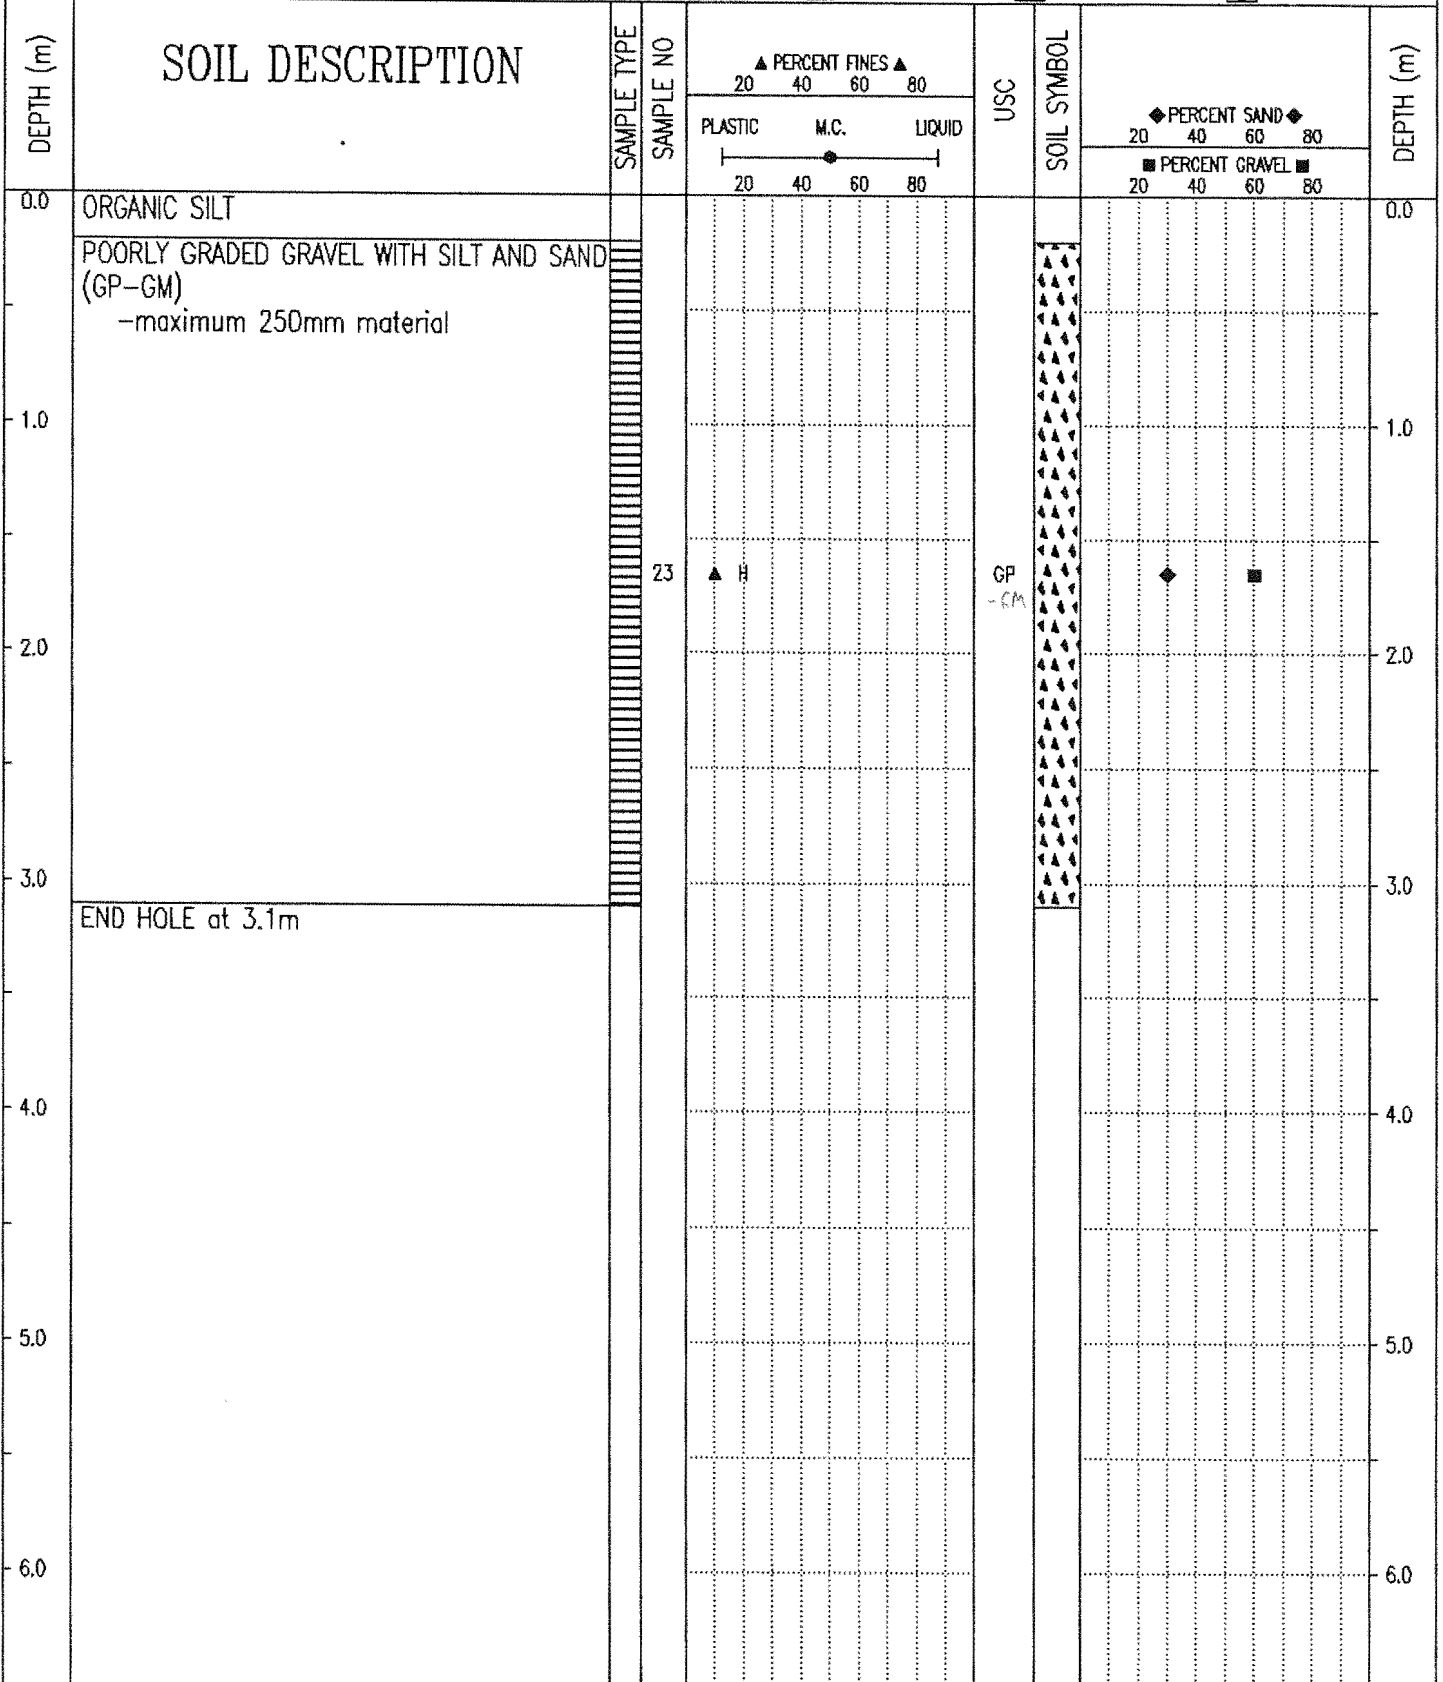 DEPTH (m)
SOIL DESCRIPTION
SAMPLE TYPE
SAMPLE NO
▲ PERCENT FINES ▲
20 40 60 80
PLASTIC M.C. LIQUID
20 40 60 80
USC
SOIL SYMBOL
◆ PERCENT SAND ◆
20 40 60 80
■ PERCENT GRAVEL ■
20 40 60 80
DEPTH (m)
0.0 ORGANIC SILT 0.0
POORLY GRADED GRAVEL WITH SILT AND SAND
(GP-GM)
-maximum 250mm material
1.0 1.0
23 GP
-GM
2.0 2.0
3.0 3.0
END HOLE at 3.1m
4.0 4.0
5.0 5.0
6.0 6.0